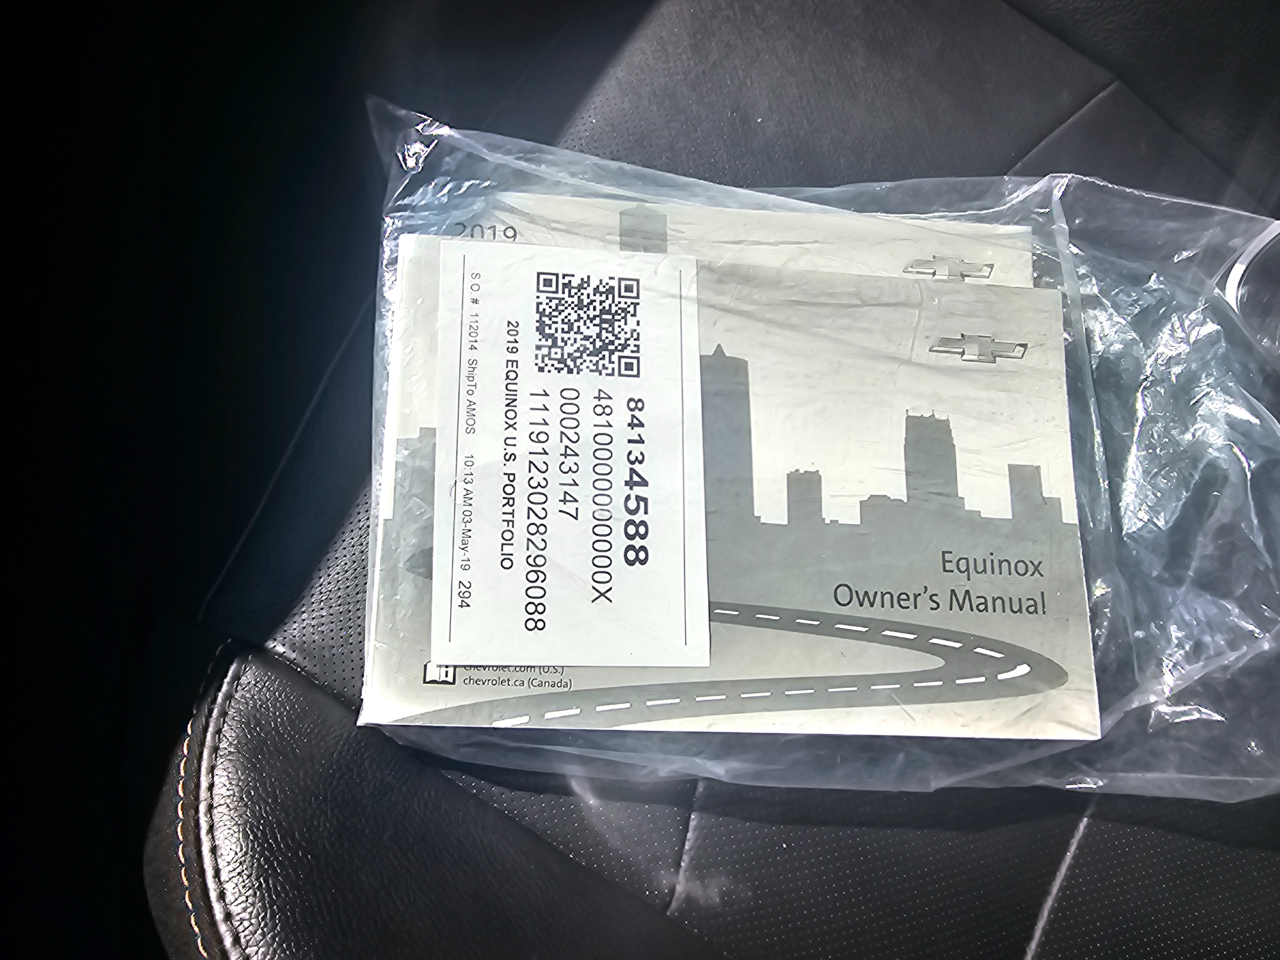 2019
84134588
48100000000000X
000243147
1119123028296088
2019 EQUINOX U.S. PORTFOLIO
S.O.# 112014 ShipTo AMOS 10:13 AM 03-May-19 294
Equinox
Owner's Manual
chevrolet.com (U.S.)
chevrolet.ca (Canada)